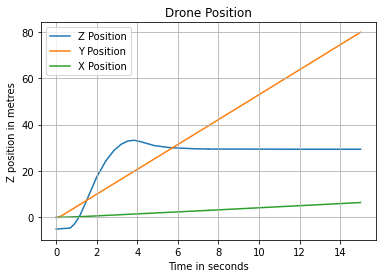 Drone Position
Z Position
Y Position
X Position
Z position in metres
80
60
40
20
0
0 2 4 6 8 10 12 14
Time in seconds